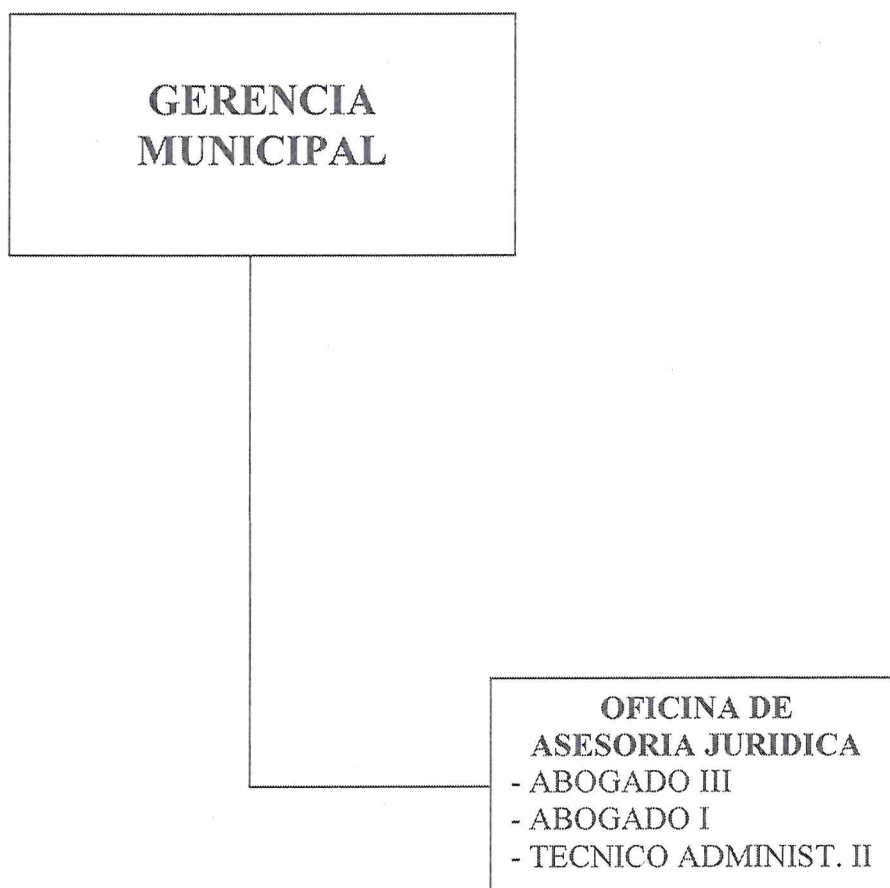 GERENCIA
MUNICIPAL
OFICINA DE
ASESORIA JURIDICA
- ABOGADO III
- ABOGADO I
- TECNICO ADMINIST. II